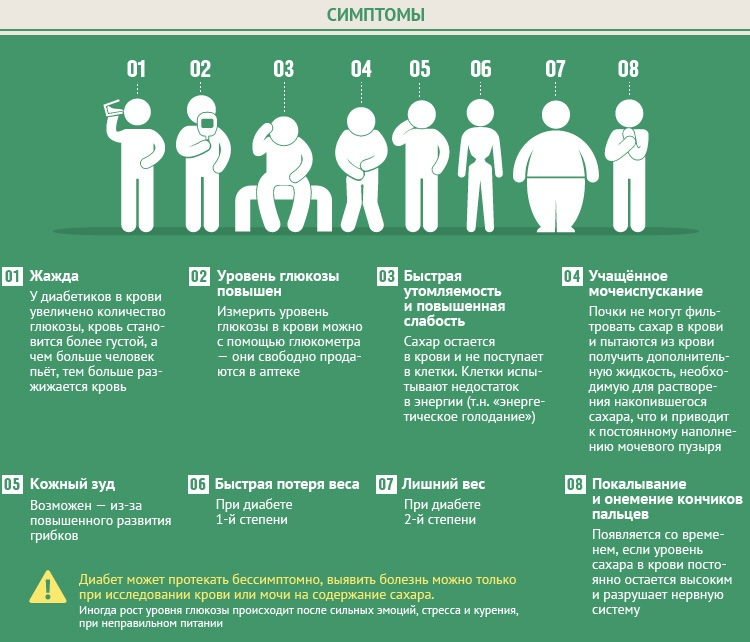 СИМПТОМЫ
01 02 03 04 05 06 07 08
01 Жажда
У диабетиков в крови
увеличено количество
глюкозы, кровь стано-
вится более густой, а
чем больше человек
пьёт, тем больше раз-
жижается кровь
02 Уровень глюкозы
повышен
Измерить уровень
глюкозы в крови можно
с помощью глюкометра
— они свободно прода-
ются в аптеке
03 Быстрая
утомляемость
и повышенная
слабость
Сахар остается
в крови и не поступает
в клетки. Клетки испы-
тывают недостаток
в энергии (т.н. «энерге-
тическое голодание»)
04 Учащённое
мочеиспускание
Почки не могут филь-
тровать сахар в крови
и пытаются из крови
получить дополнитель-
ную жидкость, необхо-
димую для растворе-
ния накопившегося
сахара, что и приводит
к постоянному наполне-
нию мочевого пузыря
05 Кожный зуд
Возможен — из-за
повышенного развития
грибков
06 Быстрая потеря веса
При диабете
1-й степени
07 Лишний вес
При диабете
2-й степени
08 Покалывание
и онемение кончиков
пальцев
Появляется со време-
нем, если уровень
сахара в крови посто-
янно остается высоким
и разрушает нервную
систему
Диабет может протекать бессимптомно, выявить болезнь можно только
при исследовании крови или мочи на содержание сахара.
Иногда рост уровня глюкозы происходит после сильных эмоций, стресса и курения,
при неправильном питании